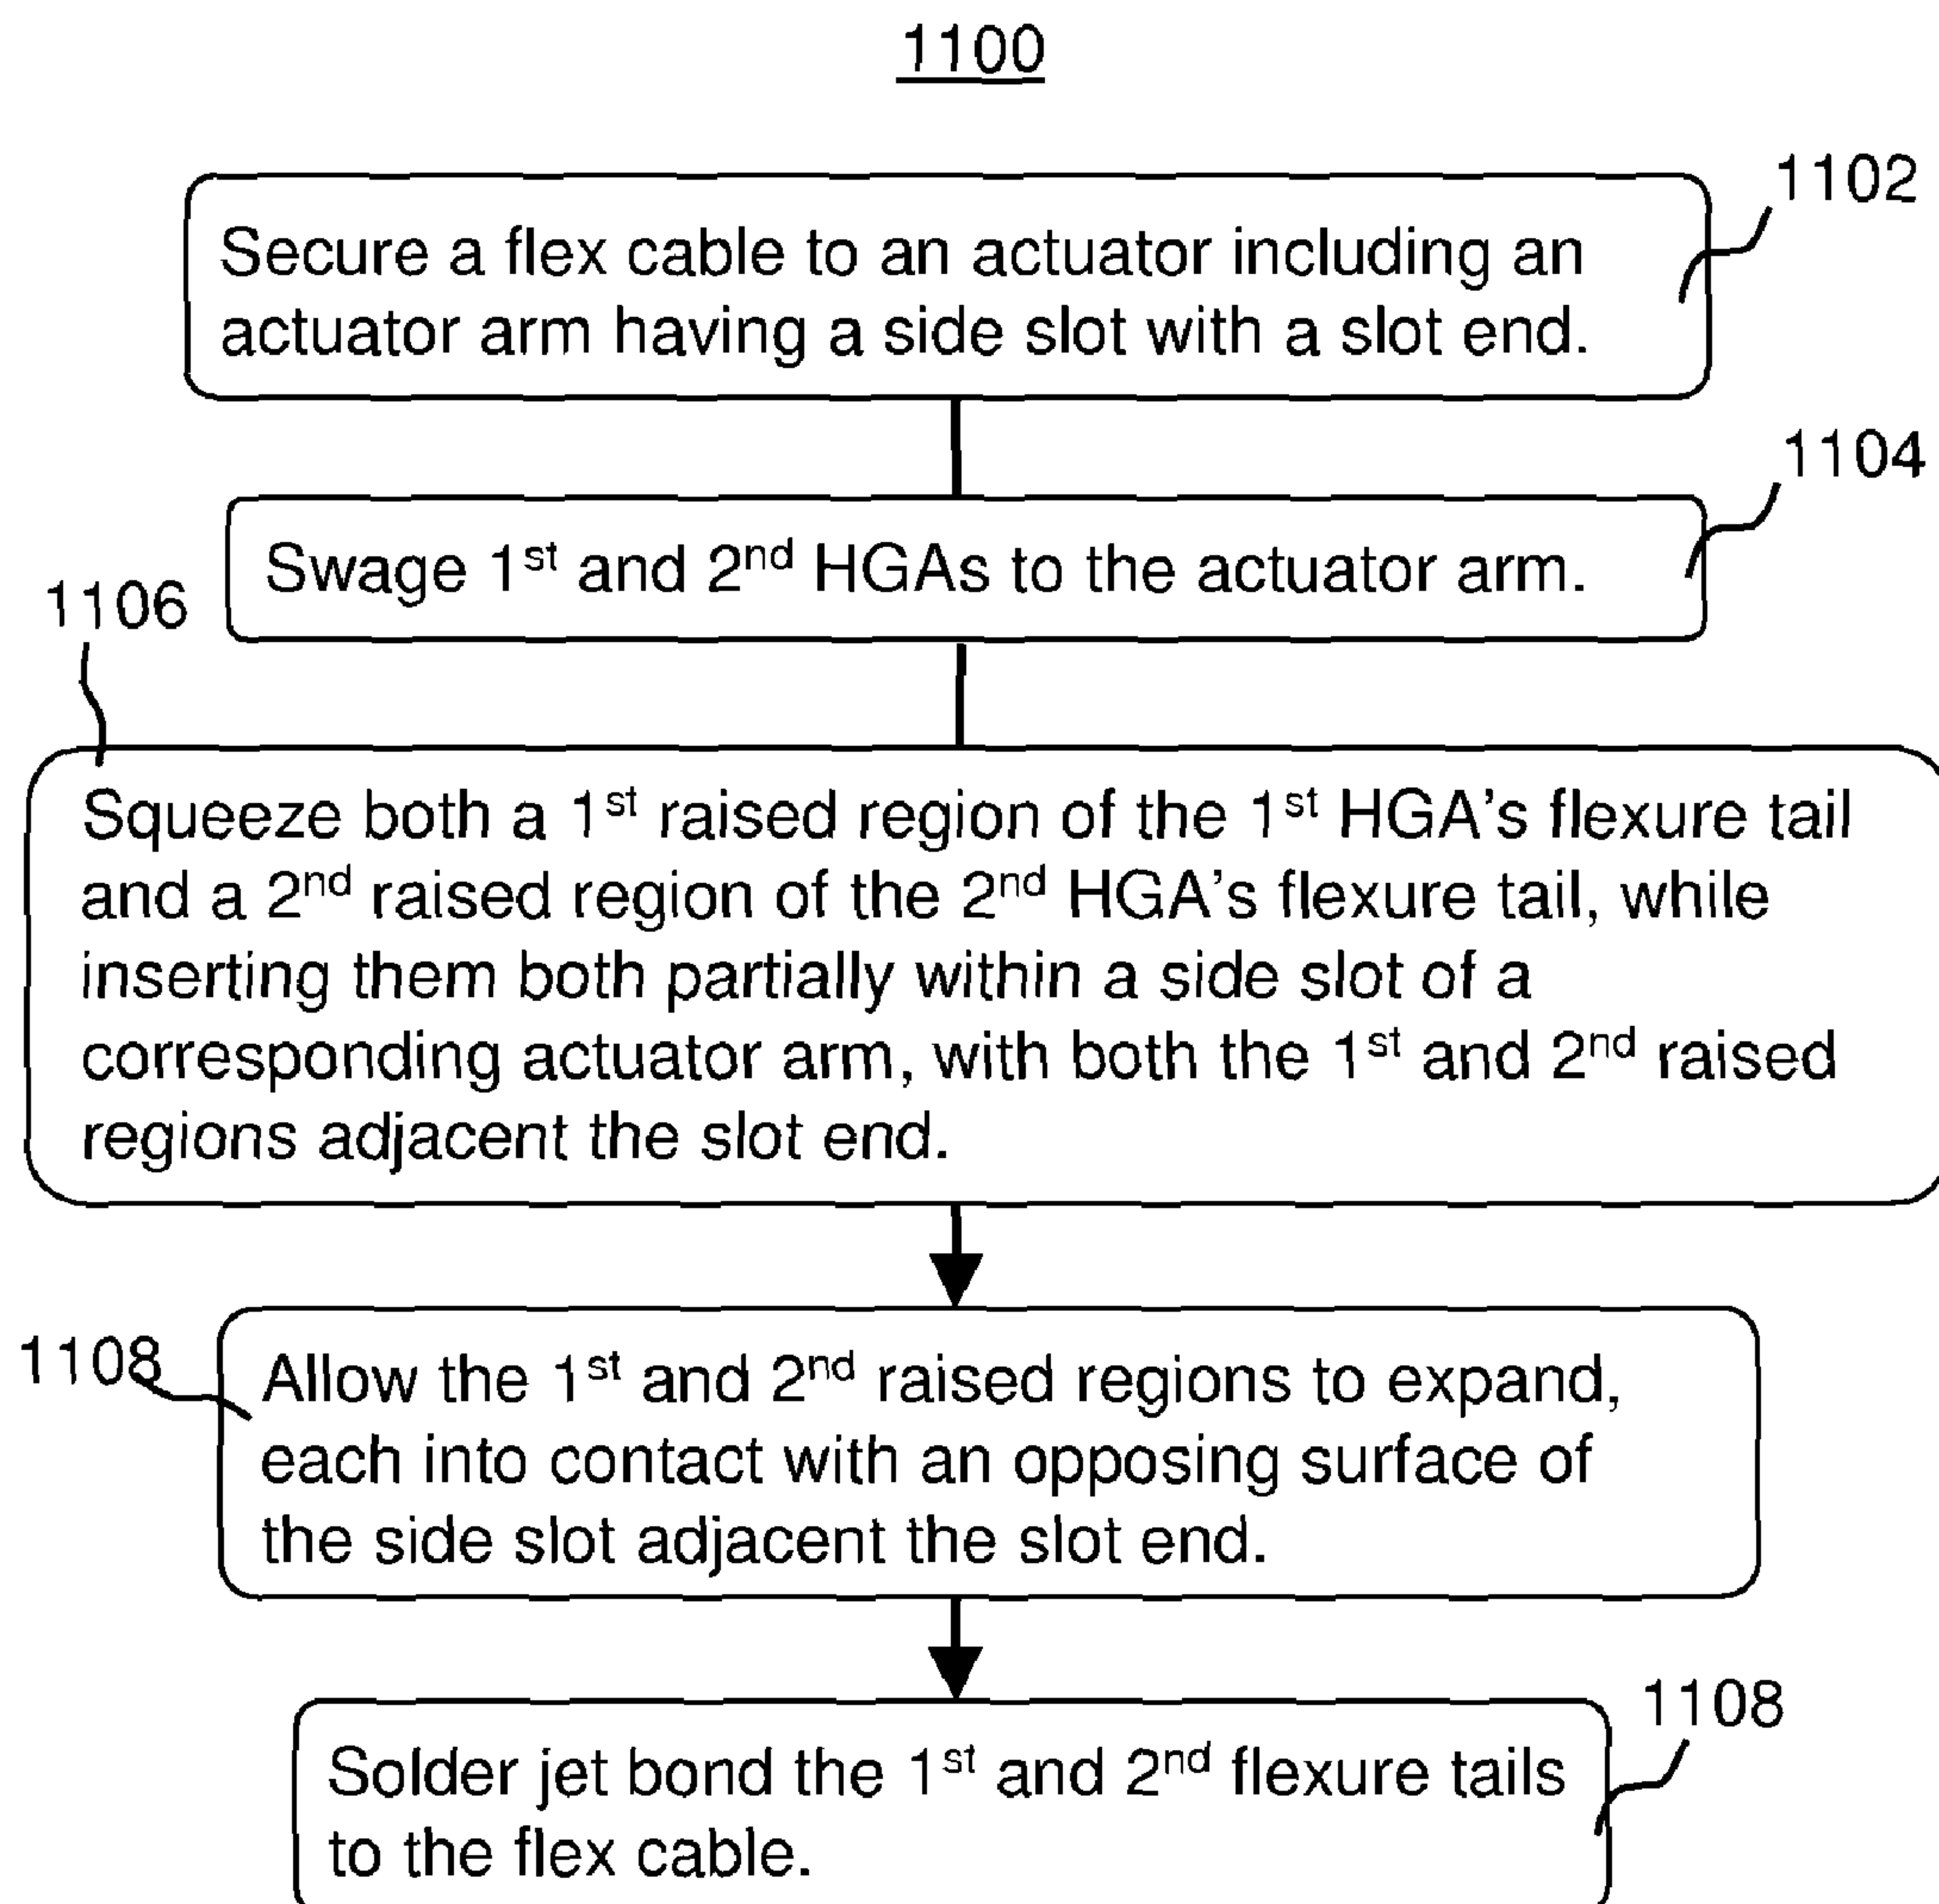 1100
1102
Secure a flex cable to an actuator including an
actuator arm having a side slot with a slot end.
1104
Swage 1st and 2nd HGAs to the actuator arm.
1106
Squeeze both a 1st raised region of the 1st HGA's flexure tail
and a 2nd raised region of the 2nd HGA's flexure tail, while
inserting them both partially within a side slot of a
corresponding actuator arm, with both the 1st and 2nd raised
regions adjacent the slot end.
1108
Allow the 1st and 2nd raised regions to expand,
each into contact with an opposing surface of
the side slot adjacent the slot end.
1108
Solder jet bond the 1st and 2nd flexure tails
to the flex cable.